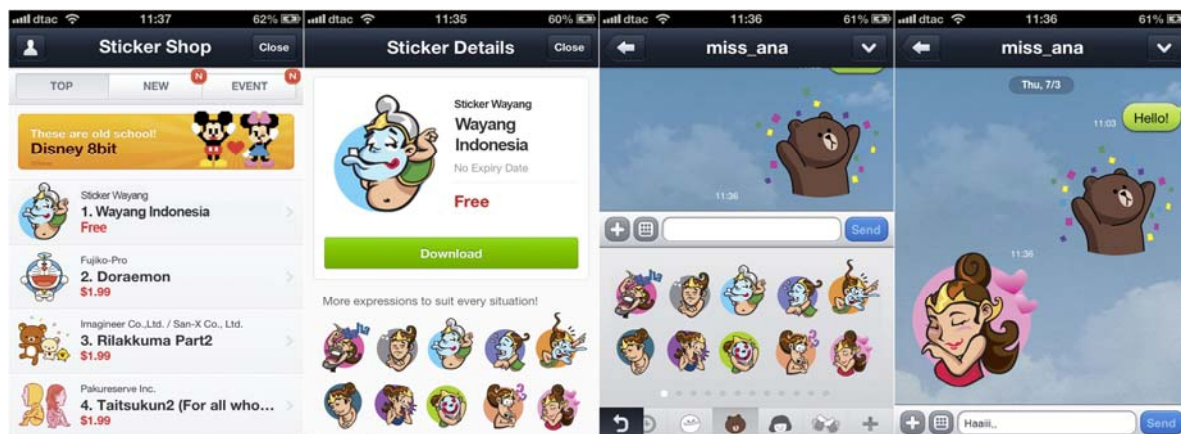 dtac 11:37 62%
Sticker Shop
Close
TOP NEW N EVENT N
These are old school!
Disney 8bit
Sticker Wayang
1. Wayang Indonesia
Free
Fujiko-Pro
2. Doraemon
$1.99
Imagineer Co.,Ltd. / San-X Co., Ltd.
3. Rilakkuma Part2
$1.99
Pakureserve Inc.
4. Taitsukun2 (For all who...
$1.99
dtac 11:35 60%
Sticker Details
Close
Sticker Wayang
Wayang
Indonesia
No Expiry Date
Free
Download
More expressions to suit every situation!
dtac 11:36 61%
miss_ana
11:36
Send
dtac 11:36 61%
miss_ana
Thu, 7/3
11:03 Hello!
11:36
Haaiii,,
Send